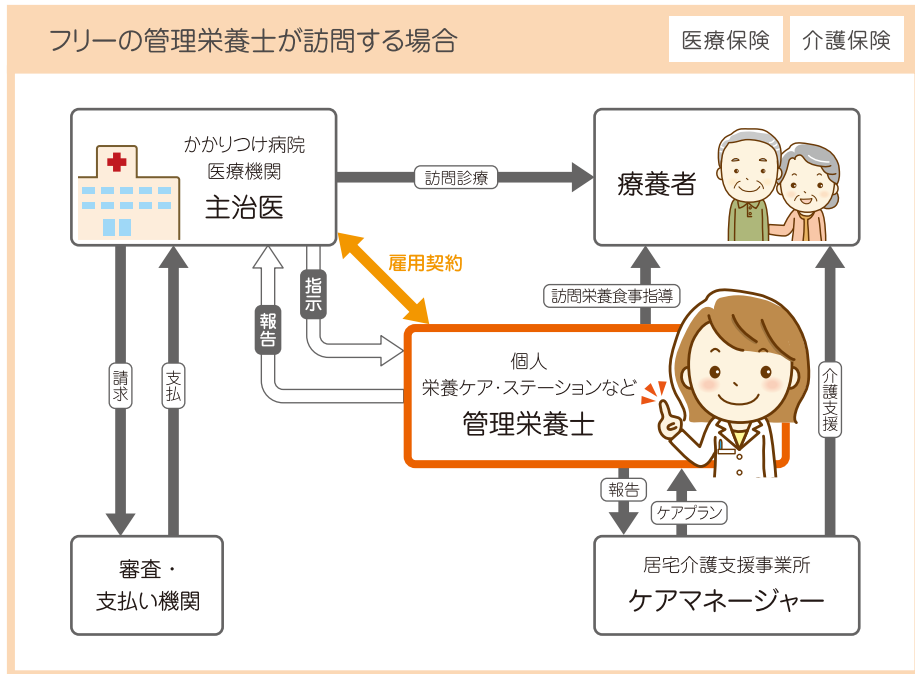 フリーの管理栄養士が訪問する場合
医療保険
介護保険
かかりつけ病院
医療機関
主治医
訪問診療
療養者
雇用契約
指示
報告
訪問栄養食事指導
個人
栄養ケア・ステーションなど
管理栄養士
請求
支払
介護支援
報告
ケアプラン
審査・
支払い機関
居宅介護支援事業所
ケアマネージャー